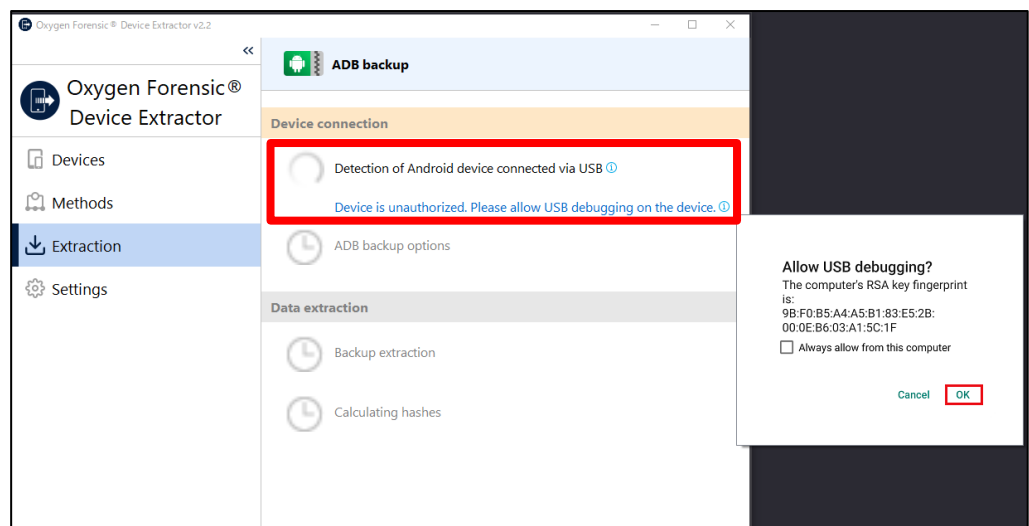 Oxygen Forensic® Device Extractor v2.2
«
Oxygen Forensic®
Device Extractor
Devices
Methods
Extraction
Settings
ADB backup
Device connection
Detection of Android device connected via USB
Device is unauthorized. Please allow USB debugging on the device.
ADB backup options
Data extraction
Backup extraction
Calculating hashes
Allow USB debugging?
The computer's RSA key fingerprint
is:
9B:F0:B5:A4:A5:B1:83:E5:2B:
00:0E:B6:03:A1:5C:1F
Always allow from this computer
Cancel OK